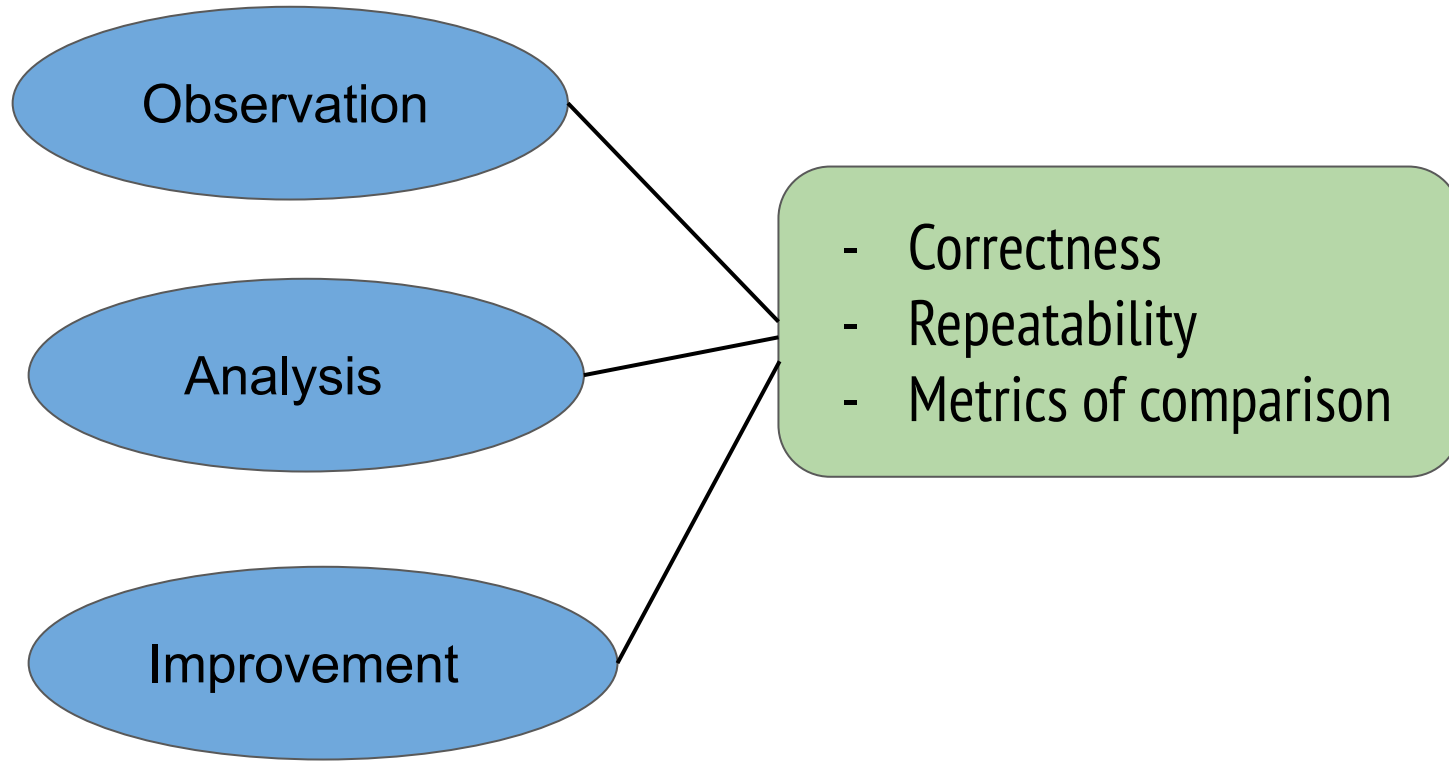 Observation
Analysis
Improvement
- Correctness
- Repeatability
- Metrics of comparison